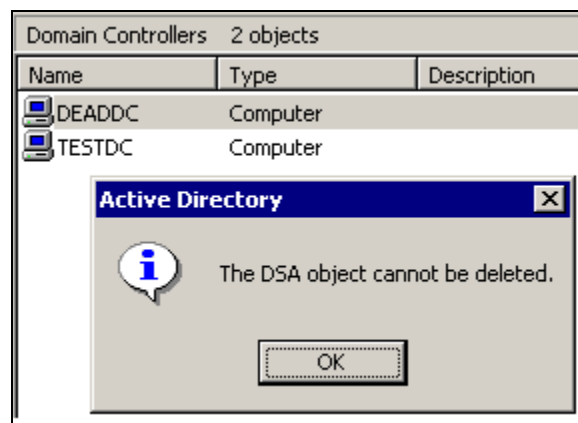 Domain Controllers 2 objects
Name Type Description
DEADDC Computer
TESTDC Computer
Active Directory
The DSA object cannot be deleted.
OK